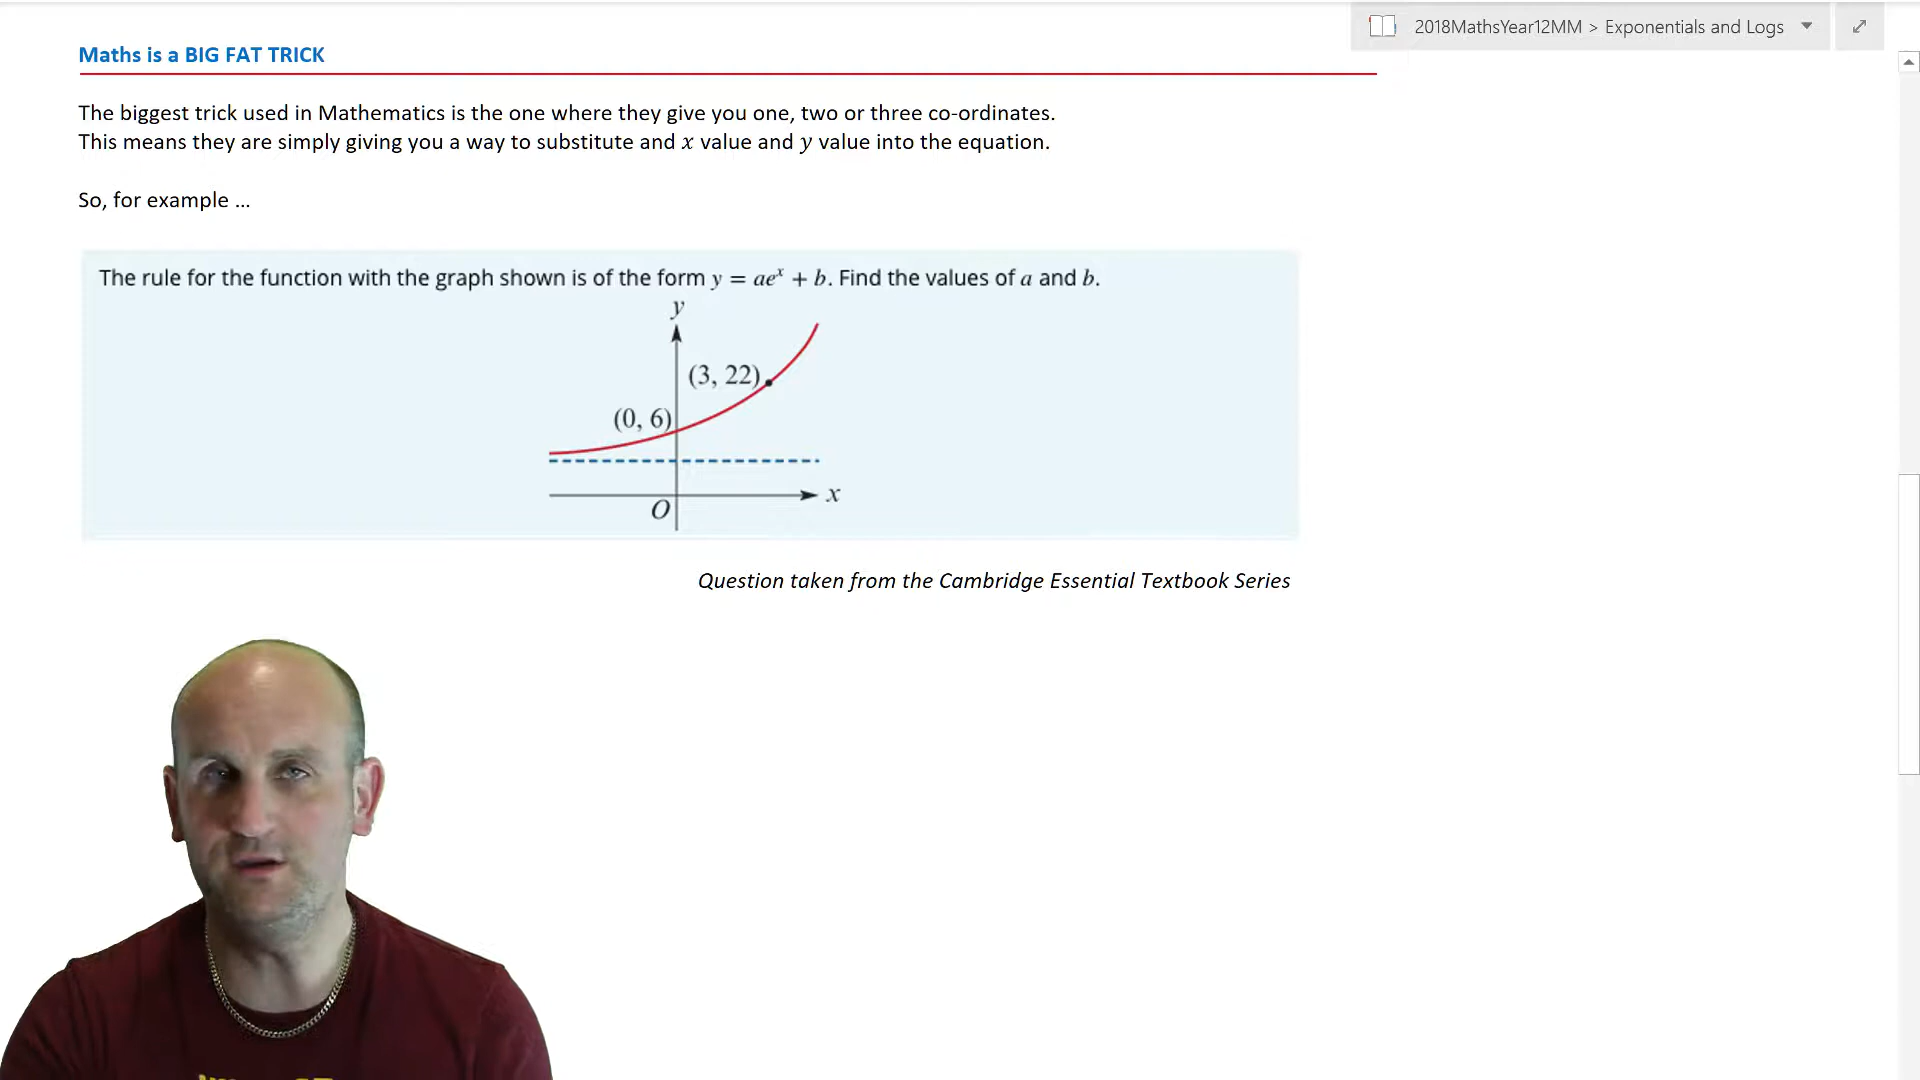 2018MathsYear12MM > Exponentials and Logs
Maths is a BIG FAT TRICK
The biggest trick used in Mathematics is the one where they give you one, two or three co-ordinates.
This means they are simply giving you a way to substitute and x value and y value into the equation.
So, for example ...
The rule for the function with the graph shown is of the form y = aeˣ + b. Find the values of a and b.
y
(3, 22)
(0, 6)
x
O
Question taken from the Cambridge Essential Textbook Series